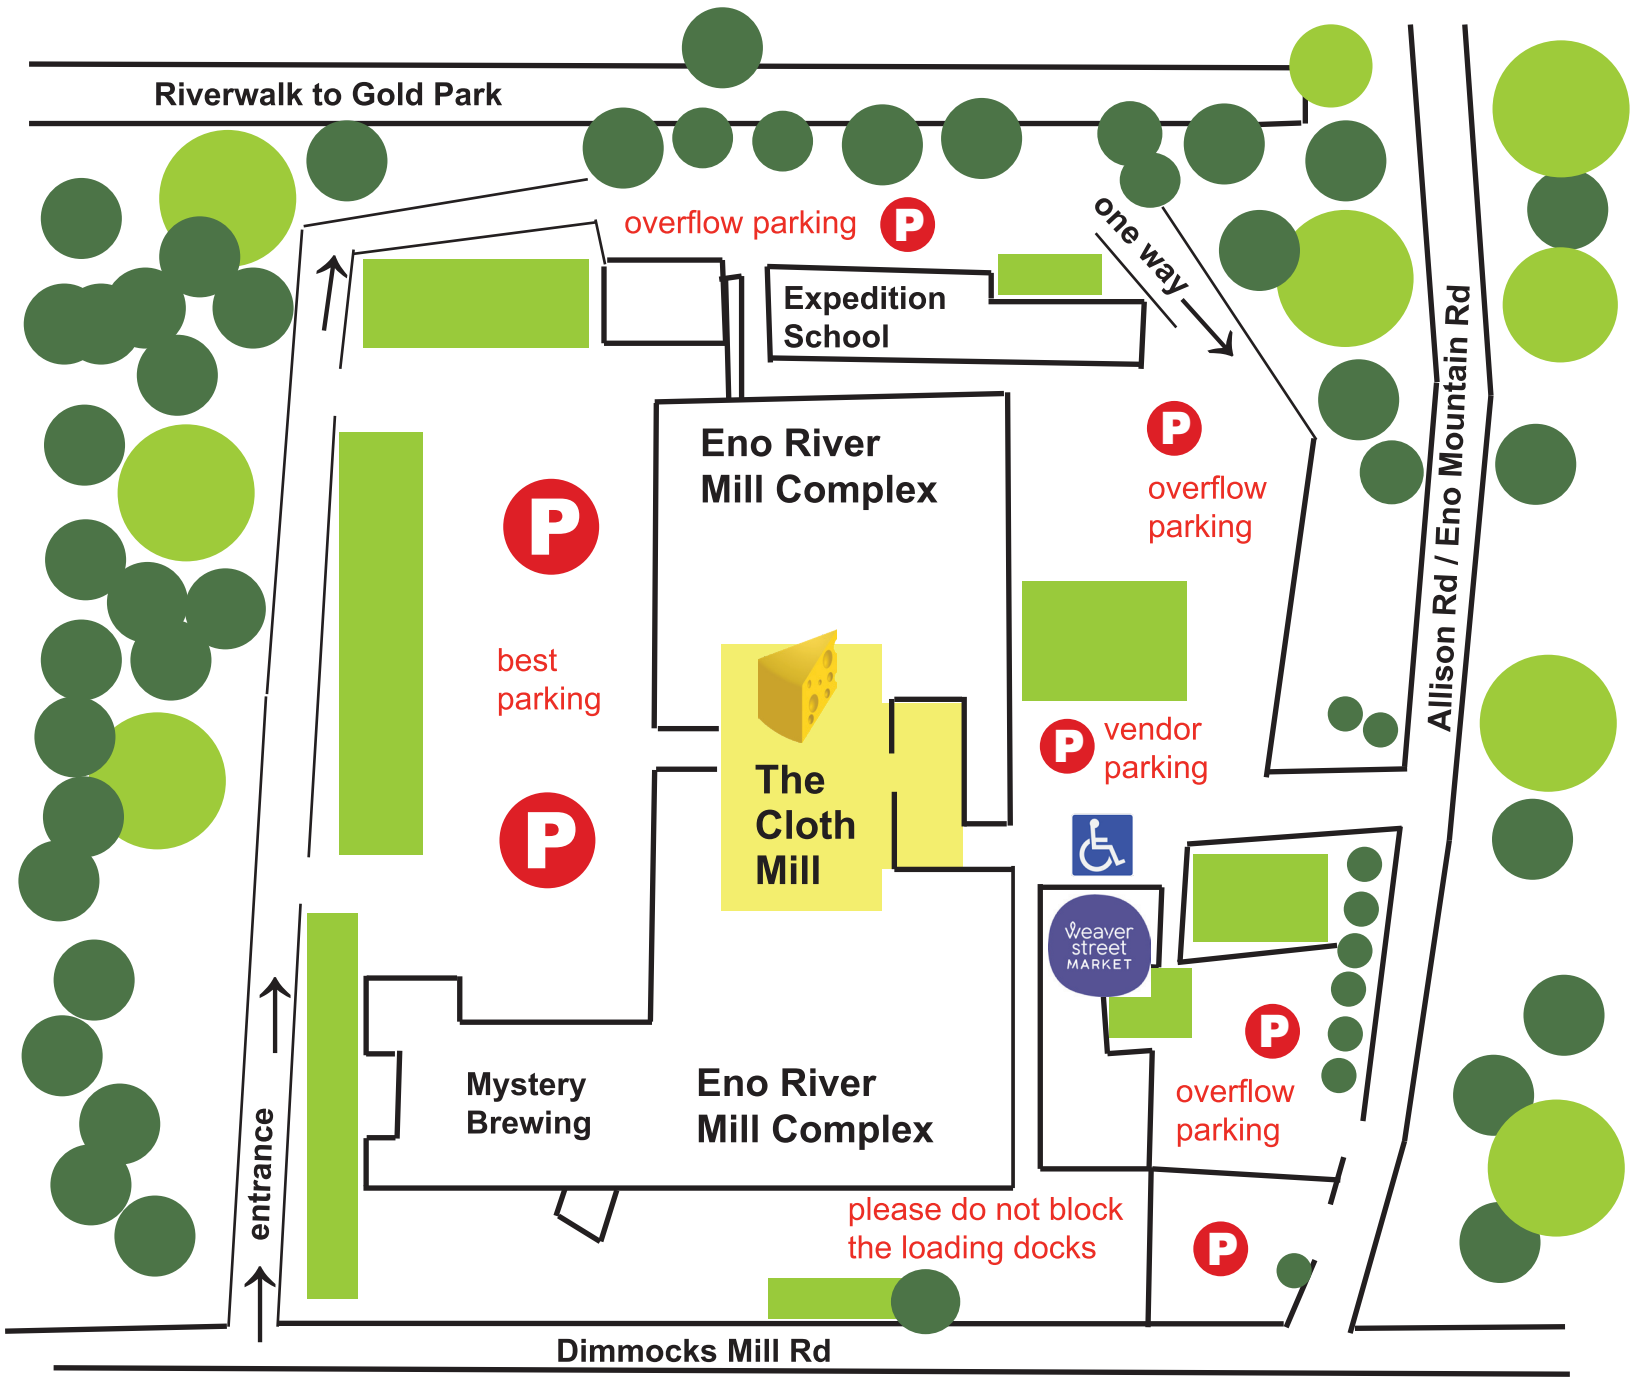 Riverwalk to Gold Park
overflow parking P
one way
Expedition
School
Allison Rd / Eno Mountain Rd
Eno River
Mill Complex
P
overflow
parking
P
best
parking
P
vendor
parking
The
Cloth
Mill
P
weaver
street
MARKET
P
overflow
parking
Mystery
Brewing
Eno River
Mill Complex
entrance
please do not block
the loading docks
P
Dimmocks Mill Rd